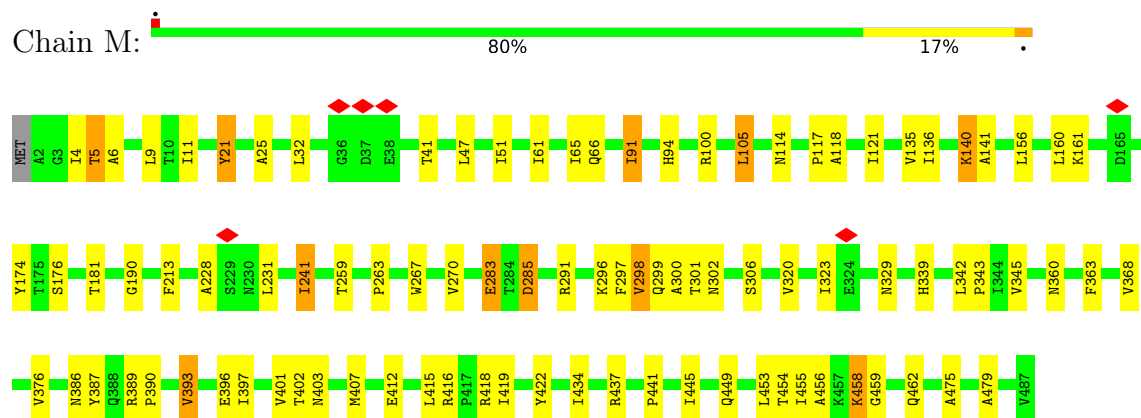 Chain M:
80% 17% •
MET A2 G3 I4 T5 A6 L9 T10 I11 Y21 A25 L32 G36 D37 E38 T41 L47 I51 I61 I65 Q66 I91 H94 R100 L105 N114 P117 A118 I121 V135 I136 K140 A141 L156 L160 K161 D165
Y174 T175 S176 T181 G190 F213 A228 S229 N230 L231 I241 T259 P263 W267 V270 E283 T284 D285 R291 K296 F297 V298 Q299 A300 T301 N302 S306 V320 I323 E324 N329 H339 L342 P343 I344 V345 N360 F363 V368
V376 N386 Y387 Q388 R389 P390 V393 E396 I397 V401 T402 N403 M407 E412 L415 R416 P417 R418 I419 Y422 I434 R437 P441 I445 Q449 L453 T454 I455 A456 K457 K458 G459 Q462 A475 A479 V487